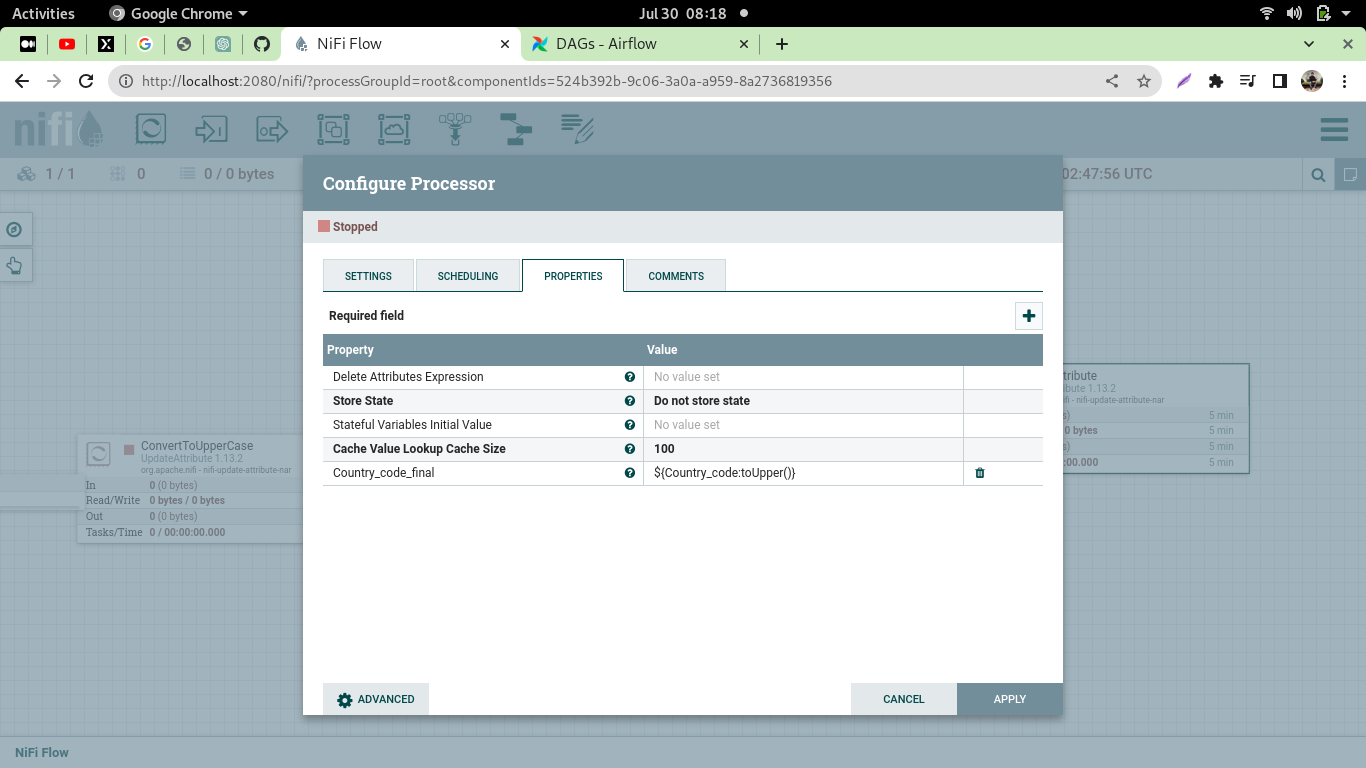 Activities Google Chrome Jul 30 08:18
NiFi Flow DAGs - Airflow
http://localhost:2080/nifi/?processGroupId=root&componentIds=524b392b-9c06-3a0a-a959-8a2736819356
nifi
1 / 1 0 0 / 0 bytes 02:47:56 UTC
Configure Processor
Stopped
SETTINGS SCHEDULING PROPERTIES COMMENTS
Required field
Property Value
Delete Attributes Expression No value set
Store State Do not store state
Stateful Variables Initial Value No value set
Cache Value Lookup Cache Size 100
Country_code_final ${Country_code:toUpper()}
ADVANCED CANCEL APPLY
ConvertToUpperCase
UpdateAttribute 1.13.2
org.apache.nifi - nifi-update-attribute-nar
In 0 (0 bytes)
Read/Write 0 bytes / 0 bytes
Out 0 (0 bytes)
Tasks/Time 0 / 00:00:00.000
tribute
bute 1.13.2
ifi - nifi-update-attribute-nar
s) 5 min
0 bytes 5 min
s) 5 min
00.000 5 min
NiFi Flow